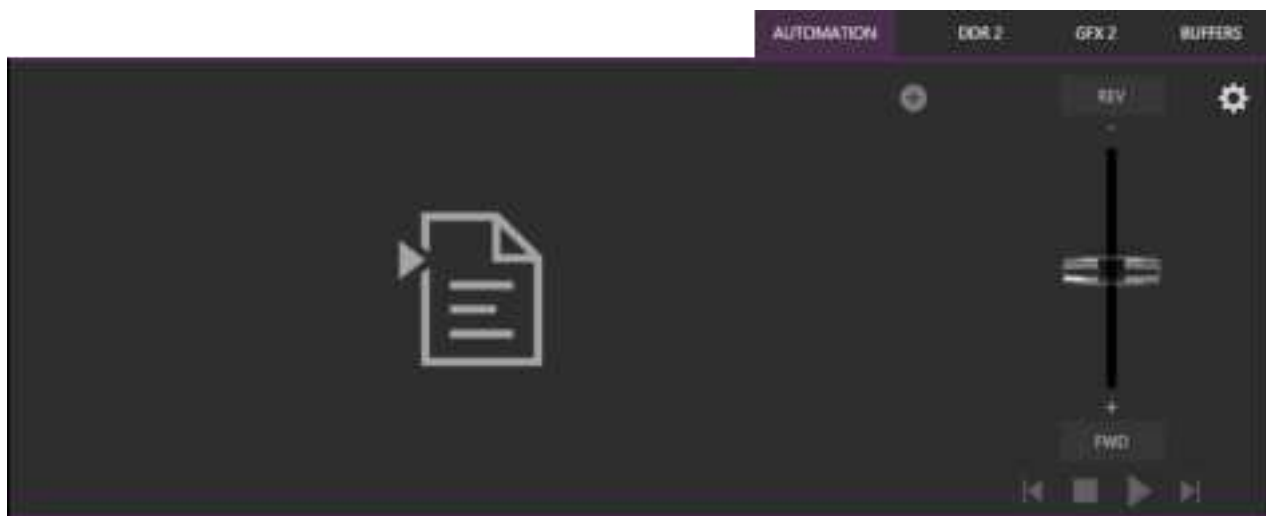 AUTOMATION DDR 2 GFX 2 BUFFERS
REV
-
+
FWD